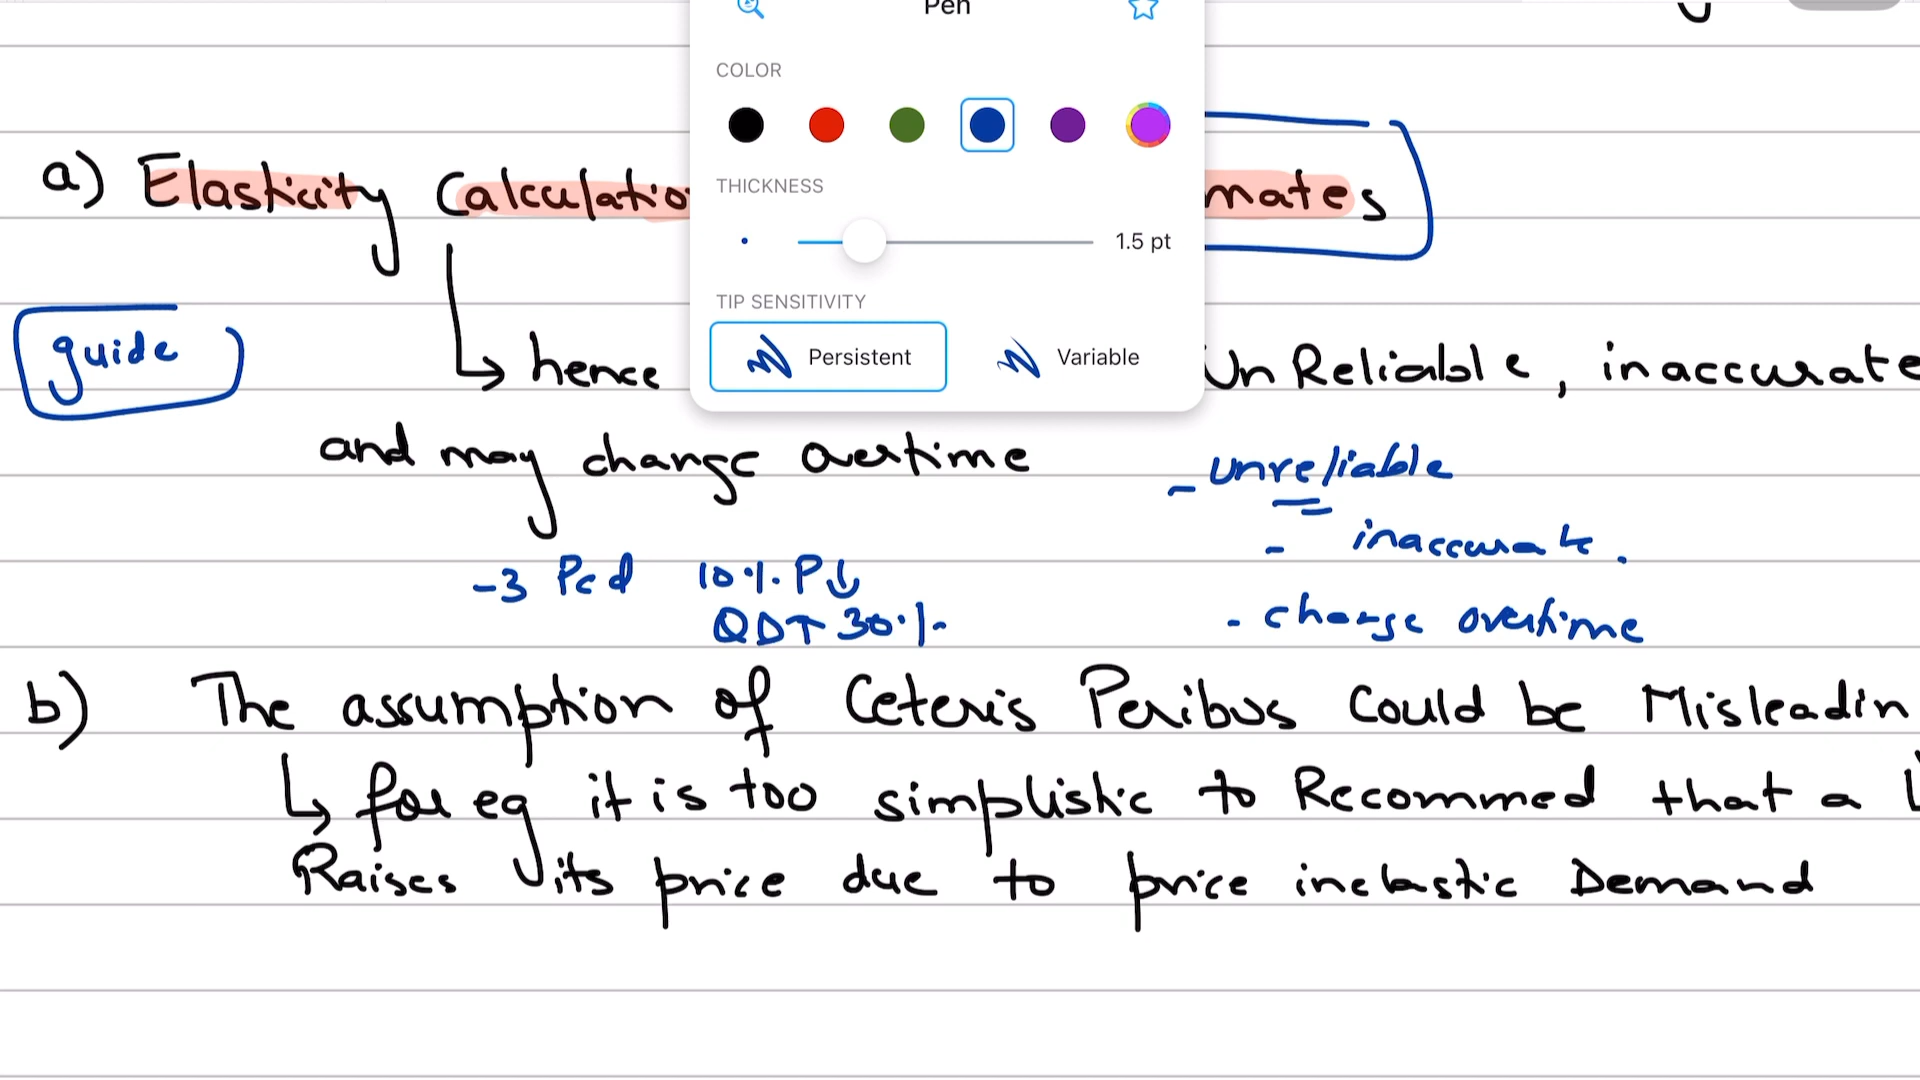 Pen
COLOR
a) Elasticity Calculatio mates
THICKNESS
1.5 pt
TIP SENSITIVITY
Persistent Variable
guide
hence UnReliable, inaccurate
and may change overtime
- unreliable
- inaccurate.
-3 Ped 10% P↓
QD↑ 30%
- change overtime
b) The assumption of Ceteris Peribus Could be Misleadin
↳ for eg it is too simplistic to Recommed that a
Raises its price due to price inelastic Demand